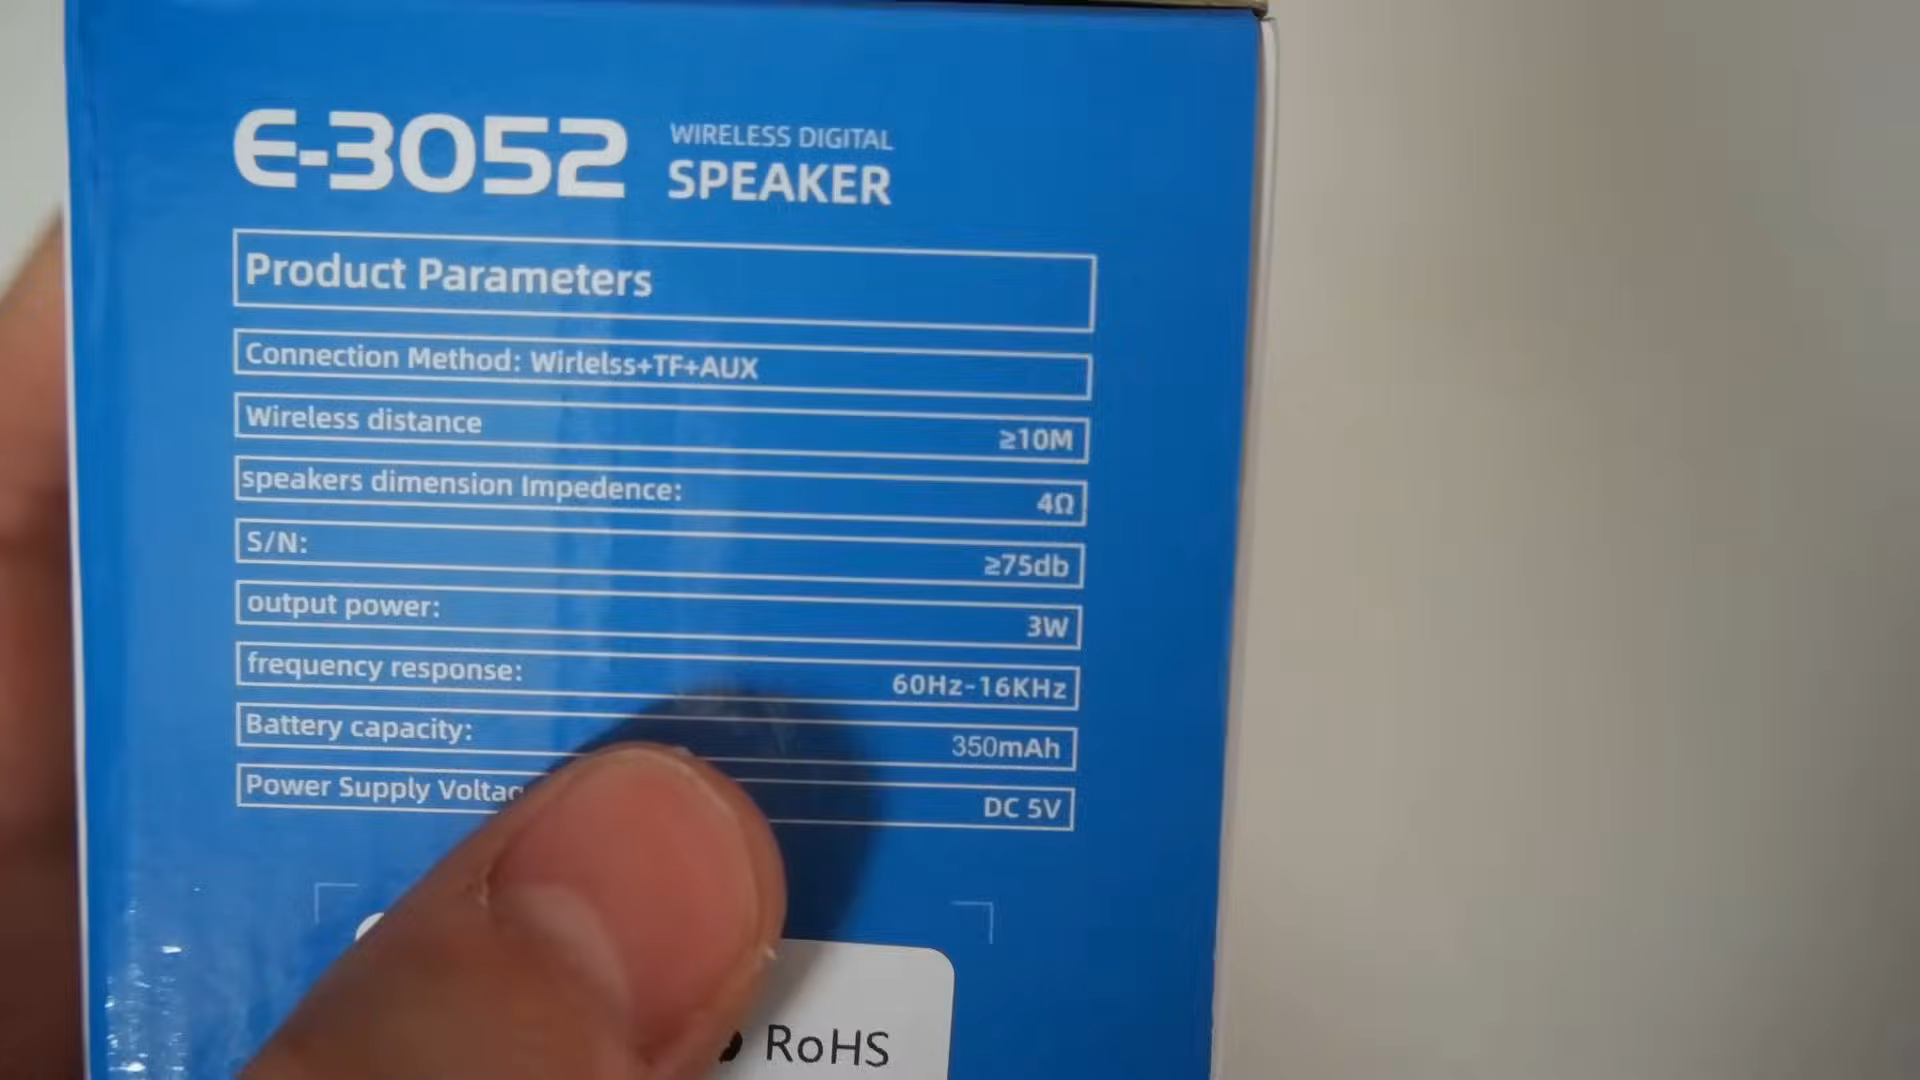 E-3052
WIRELESS DIGITAL
SPEAKER
Product Parameters
Connection Method: Wirlelss+TF+AUX
Wireless distance ≥10M
speakers dimension Impedence: 4Ω
S/N: ≥75db
output power: 3W
frequency response: 60Hz-16KHz
Battery capacity: 350mAh
Power Supply DC 5V
RoHS